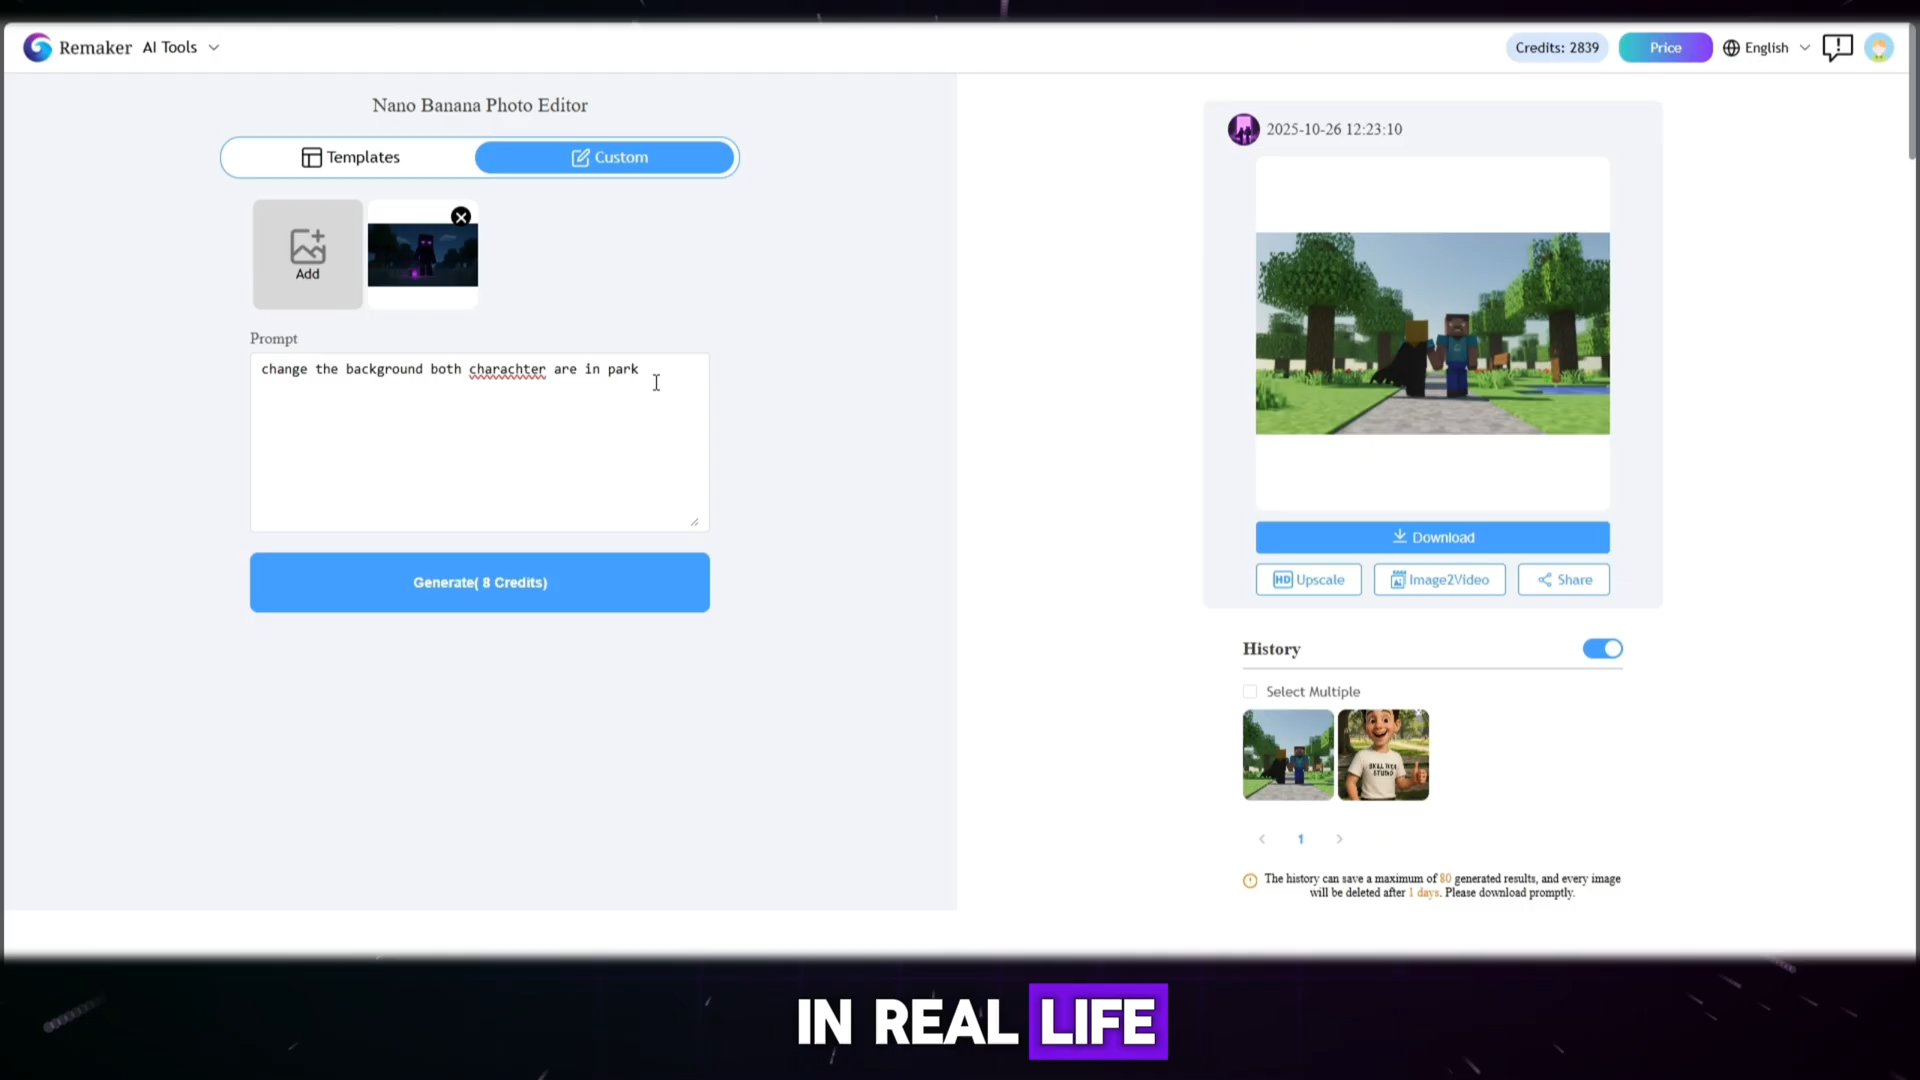 Remaker AI Tools
Credits: 2839
Price
English
Nano Banana Photo Editor
Templates
Custom
Add
Prompt
change the background both charachter are in park
Generate( 8 Credits)
2025-10-26 12:23:10
Download
HD Upscale
Image2Video
Share
History
Select Multiple
1
The history can save a maximum of 80 generated results, and every image
will be deleted after 1 days. Please download promptly.
IN REAL LIFE